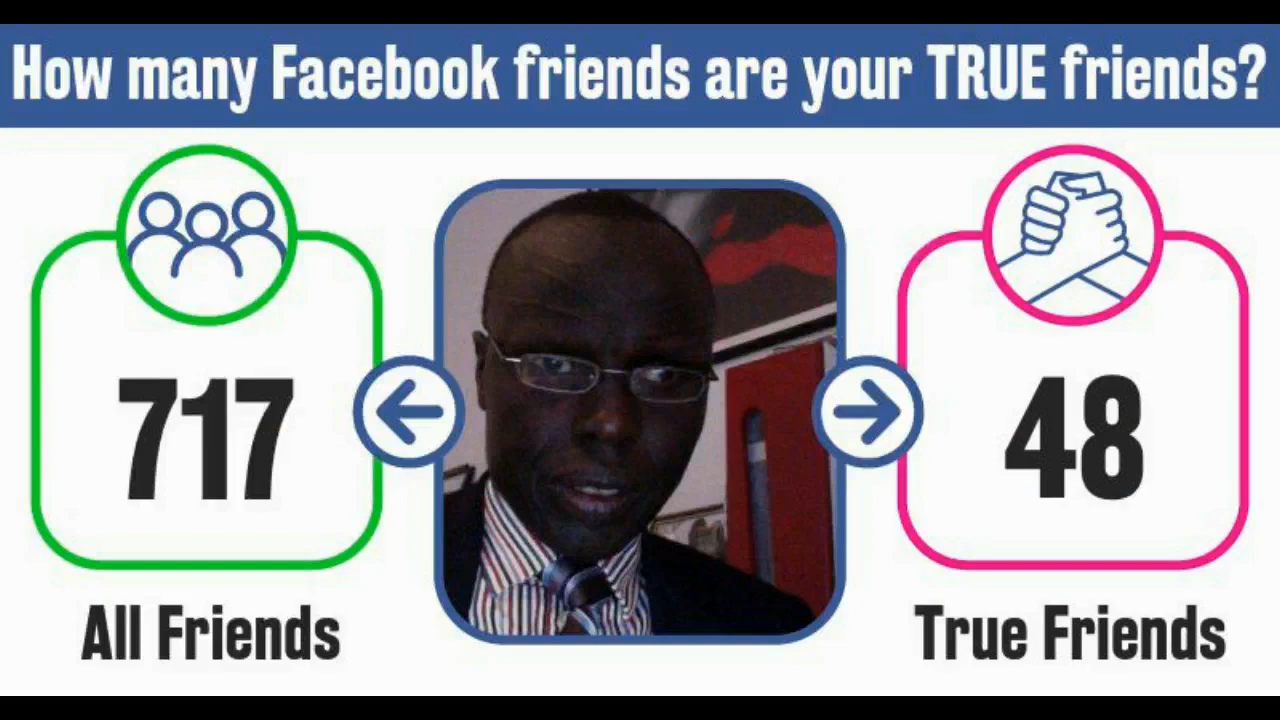 How many Facebook friends are your TRUE friends?
717
48
All Friends
True Friends